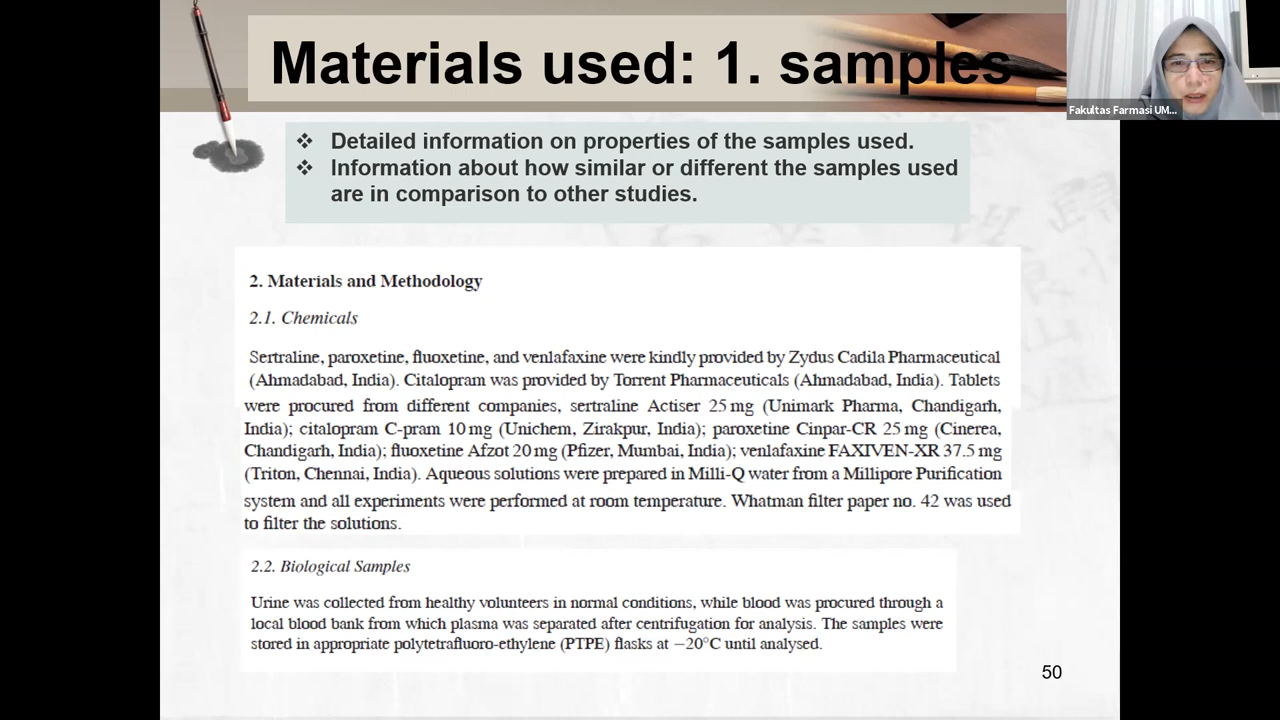 Materials used: 1. samples
Fakultas Farmasi UM...
❖ Detailed information on properties of the samples used.
❖ Information about how similar or different the samples used
are in comparison to other studies.
2. Materials and Methodology
2.1. Chemicals
Sertraline, paroxetine, fluoxetine, and venlafaxine were kindly provided by Zydus Cadila Pharmaceutical
(Ahmadabad, India). Citalopram was provided by Torrent Pharmaceuticals (Ahmadabad, India). Tablets
were procured from different companies, sertraline Actiser 25 mg (Unimark Pharma, Chandigarh,
India); citalopram C-pram 10 mg (Unichem, Zirakpur, India); paroxetine Cinpar-CR 25 mg (Cinerea,
Chandigarh, India); fluoxetine Afzot 20 mg (Pfizer, Mumbai, India); venlafaxine FAXIVEN-XR 37.5 mg
(Triton, Chennai, India). Aqueous solutions were prepared in Milli-Q water from a Millipore Purification
system and all experiments were performed at room temperature. Whatman filter paper no. 42 was used
to filter the solutions.
2.2. Biological Samples
Urine was collected from healthy volunteers in normal conditions, while blood was procured through a
local blood bank from which plasma was separated after centrifugation for analysis. The samples were
stored in appropriate polytetrafluoro-ethylene (PTPE) flasks at −20°C until analysed.
50